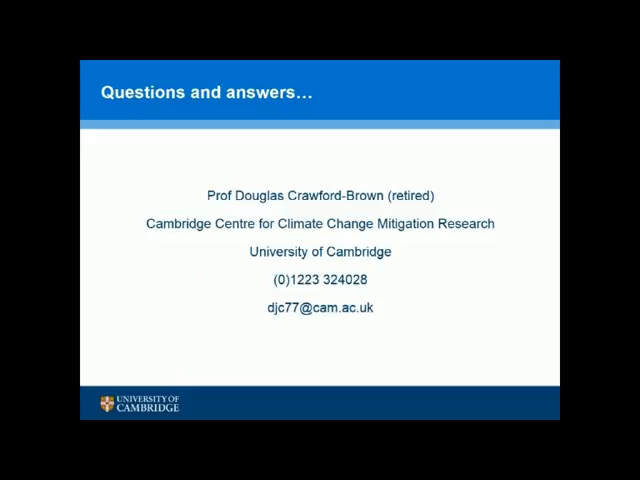 Questions and answers…
Prof Douglas Crawford-Brown (retired)
Cambridge Centre for Climate Change Mitigation Research
University of Cambridge
(0)1223 324028
djc77@cam.ac.uk
UNIVERSITY OF
CAMBRIDGE